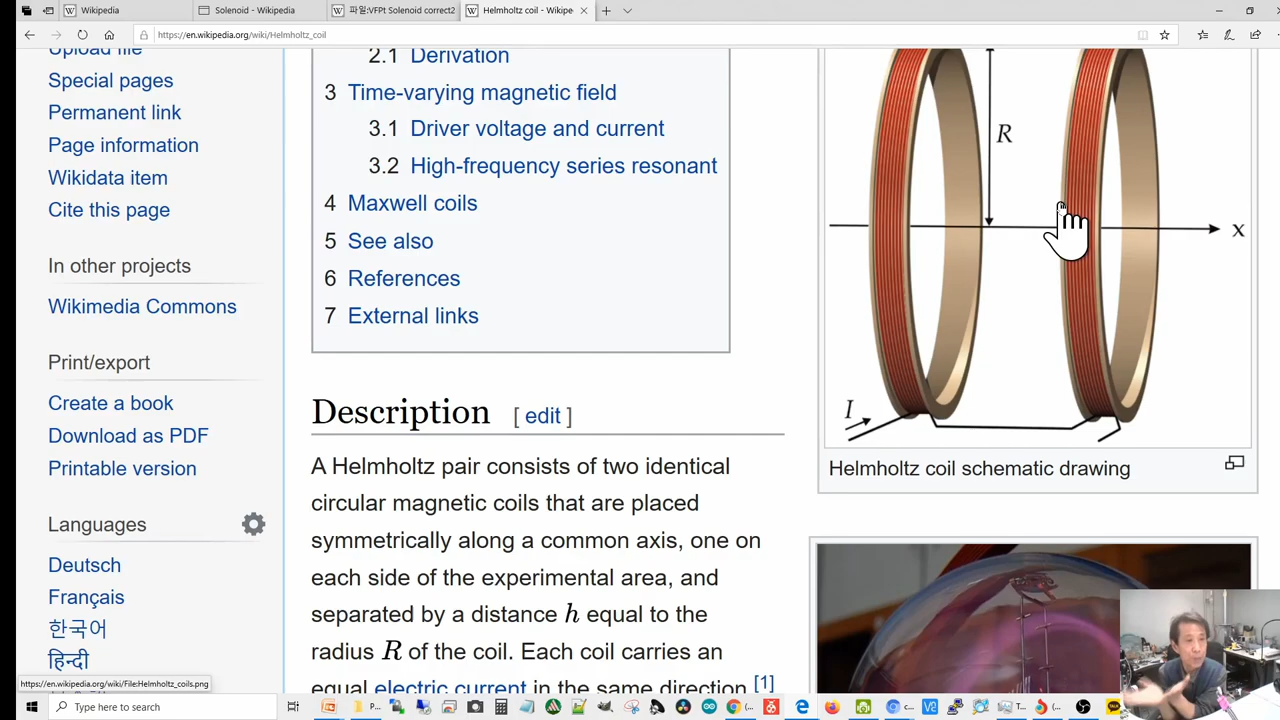 Wikipedia
Solenoid - Wikipedia
파일:VFPt Solenoid correct2
Helmholtz coil - Wikipe
https://en.wikipedia.org/wiki/Helmholtz_coil
Upload file
Special pages
Permanent link
Page information
Wikidata item
Cite this page
In other projects
Wikimedia Commons
Print/export
Create a book
Download as PDF
Printable version
Languages
Deutsch
Français
한국어
हिन्दी
https://en.wikipedia.org/wiki/File:Helmholtz_coils.png
2.1 Derivation
3 Time-varying magnetic field
3.1 Driver voltage and current
3.2 High-frequency series resonant
4 Maxwell coils
5 See also
6 References
7 External links
Description [ edit ]
A Helmholtz pair consists of two identical
circular magnetic coils that are placed
symmetrically along a common axis, one on
each side of the experimental area, and
separated by a distance h equal to the
radius R of the coil. Each coil carries an
equal electric current in the same direction.[1]
R
x
I
Helmholtz coil schematic drawing
Type here to search
P...
(...
c...
T...
(...